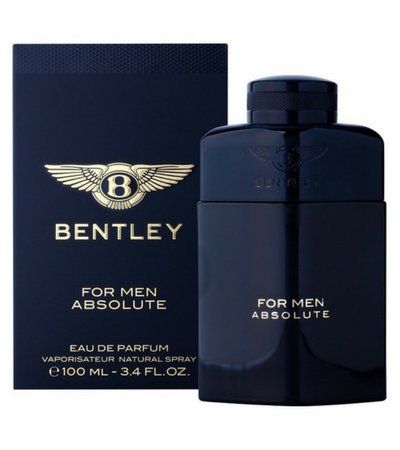 B
BENTLEY
FOR MEN
ABSOLUTE
EAU DE PARFUM
VAPORISATEUR NATURAL SPRAY
℮100 ML - 3.4 FL.OZ.
B
BENTLEY
FOR MEN
ABSOLUTE